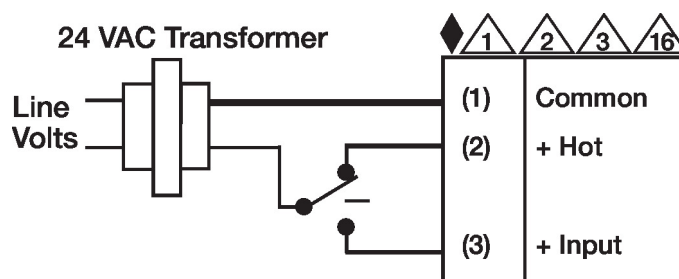 24 VAC Transformer
1 2 3 16
Line
Volts
(1) Common
(2) + Hot
(3) + Input